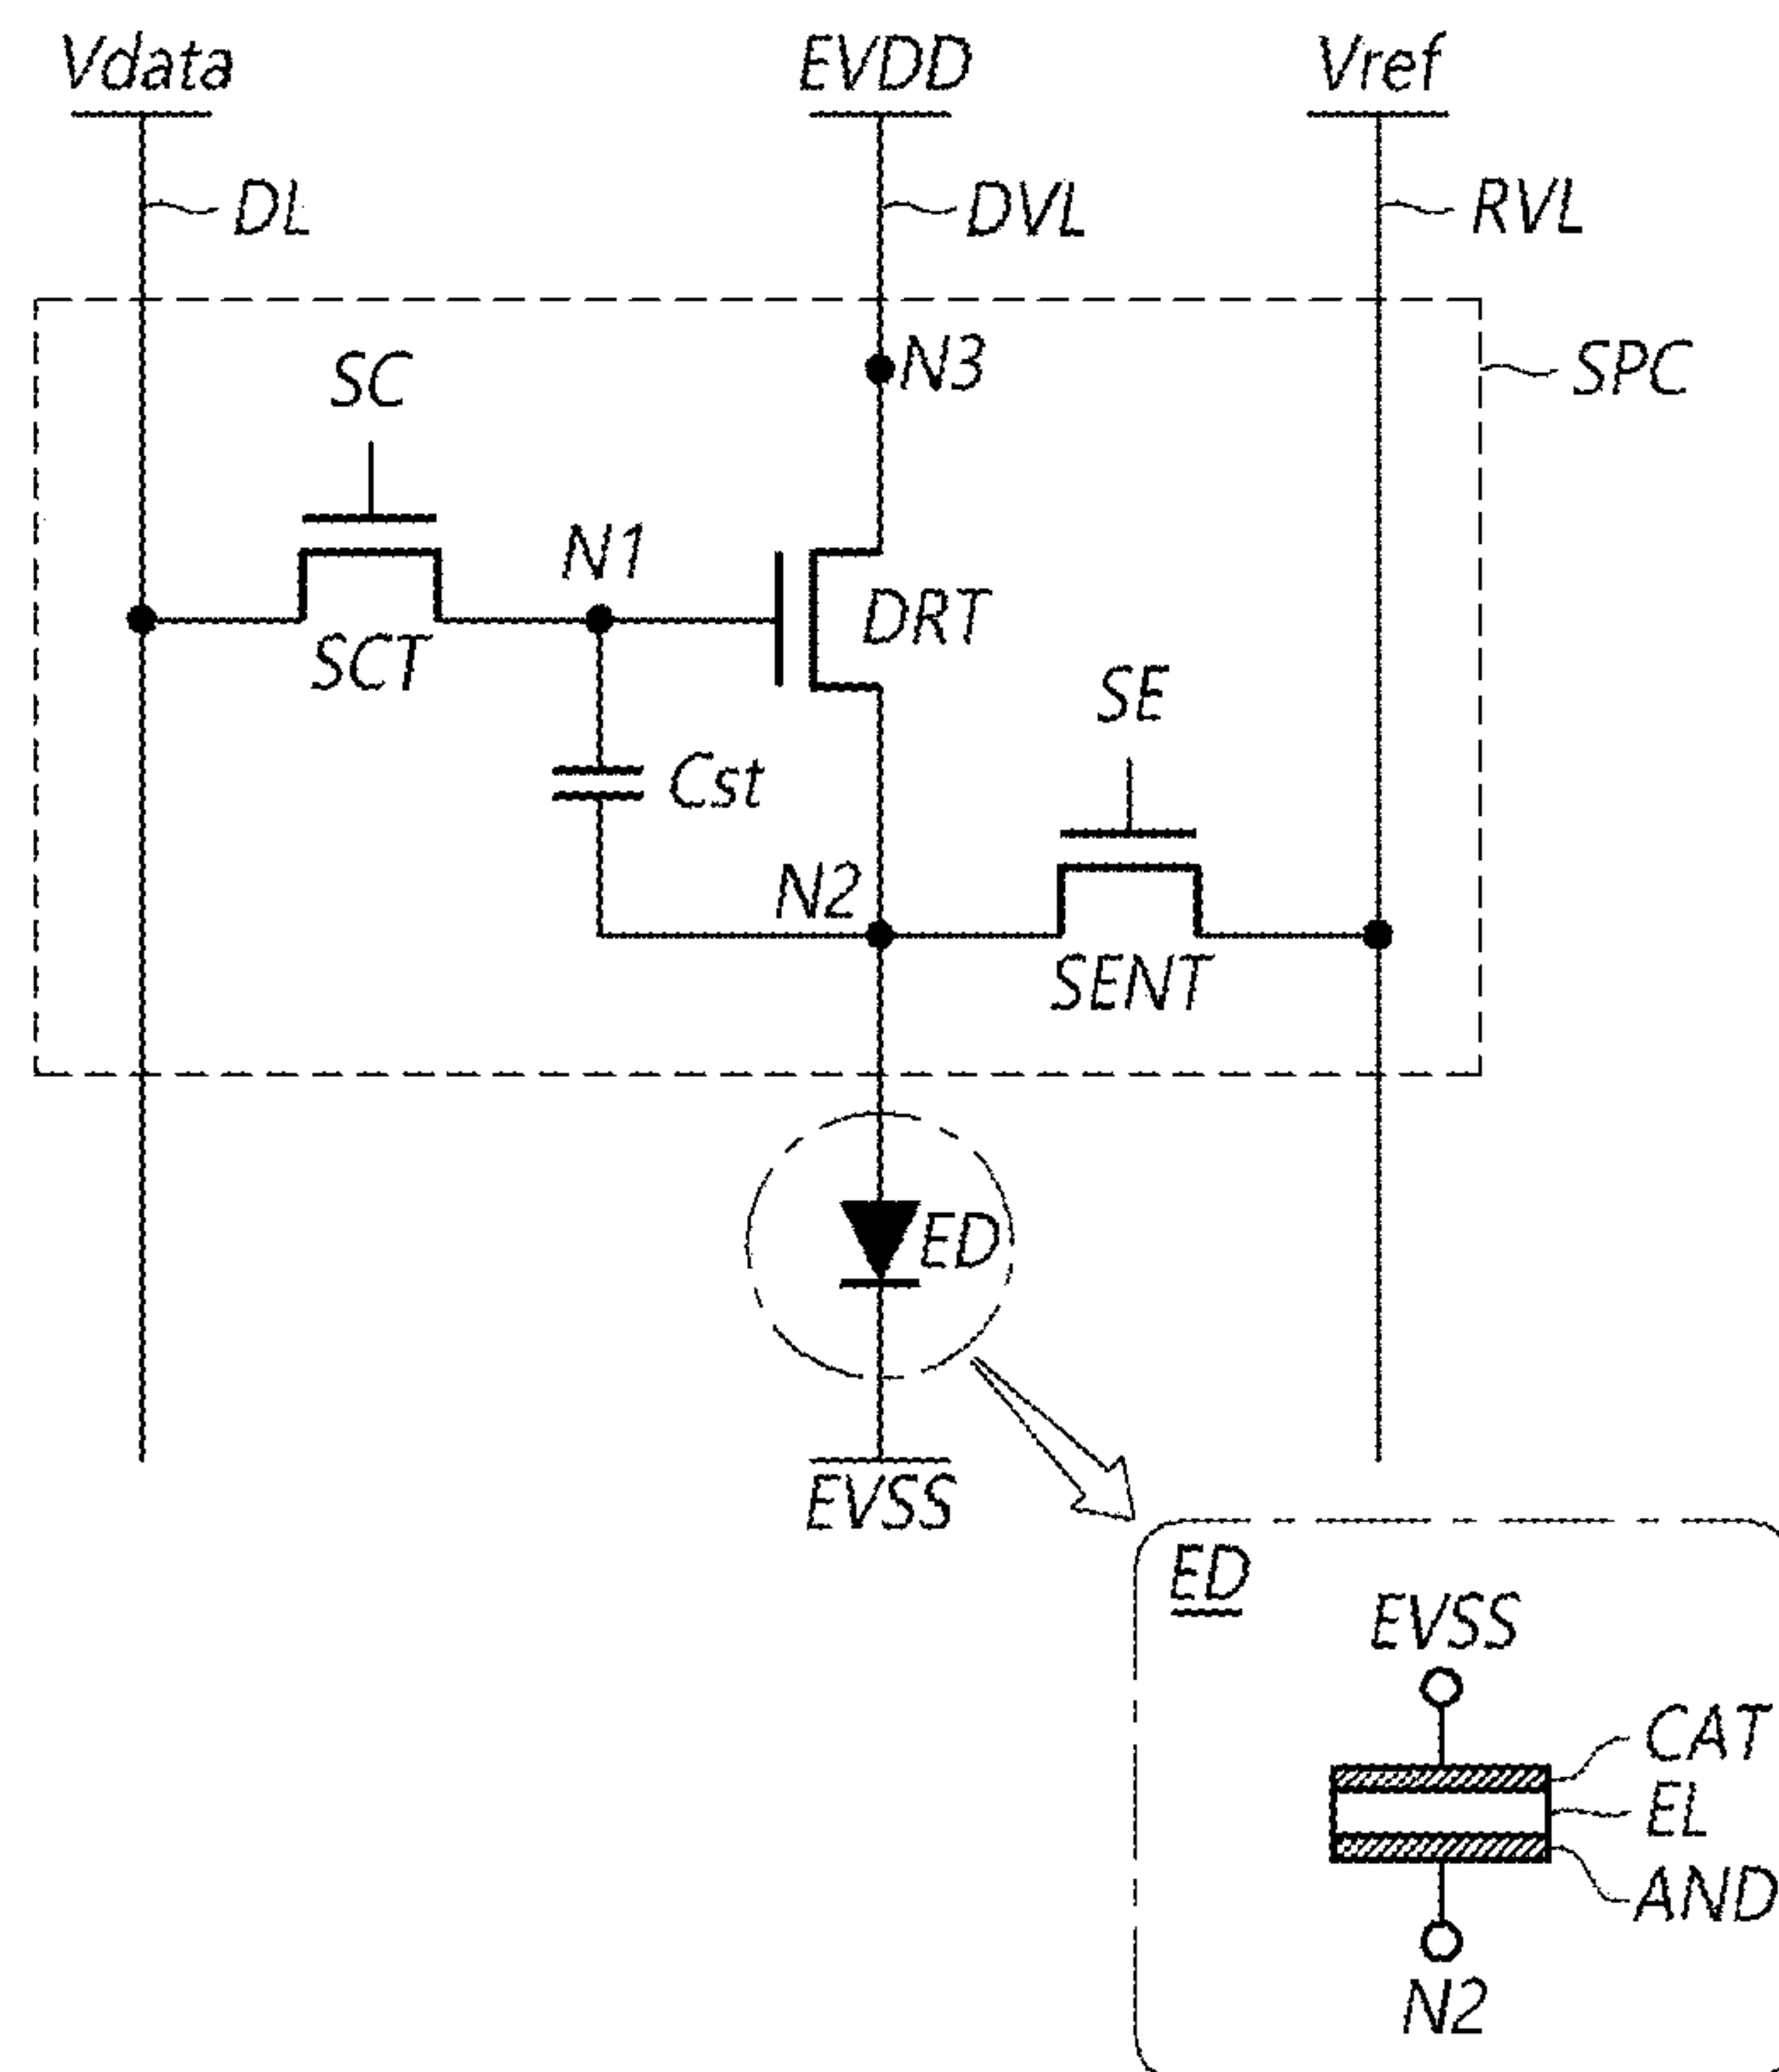 Vdata EVDD Vref
DL DVL RVL
N3
SPC
SC
N1
DRT
SCT
SE
Cst
N2
SENT
ED
EVSS
ED
EVSS
CAT
EL
AND
N2